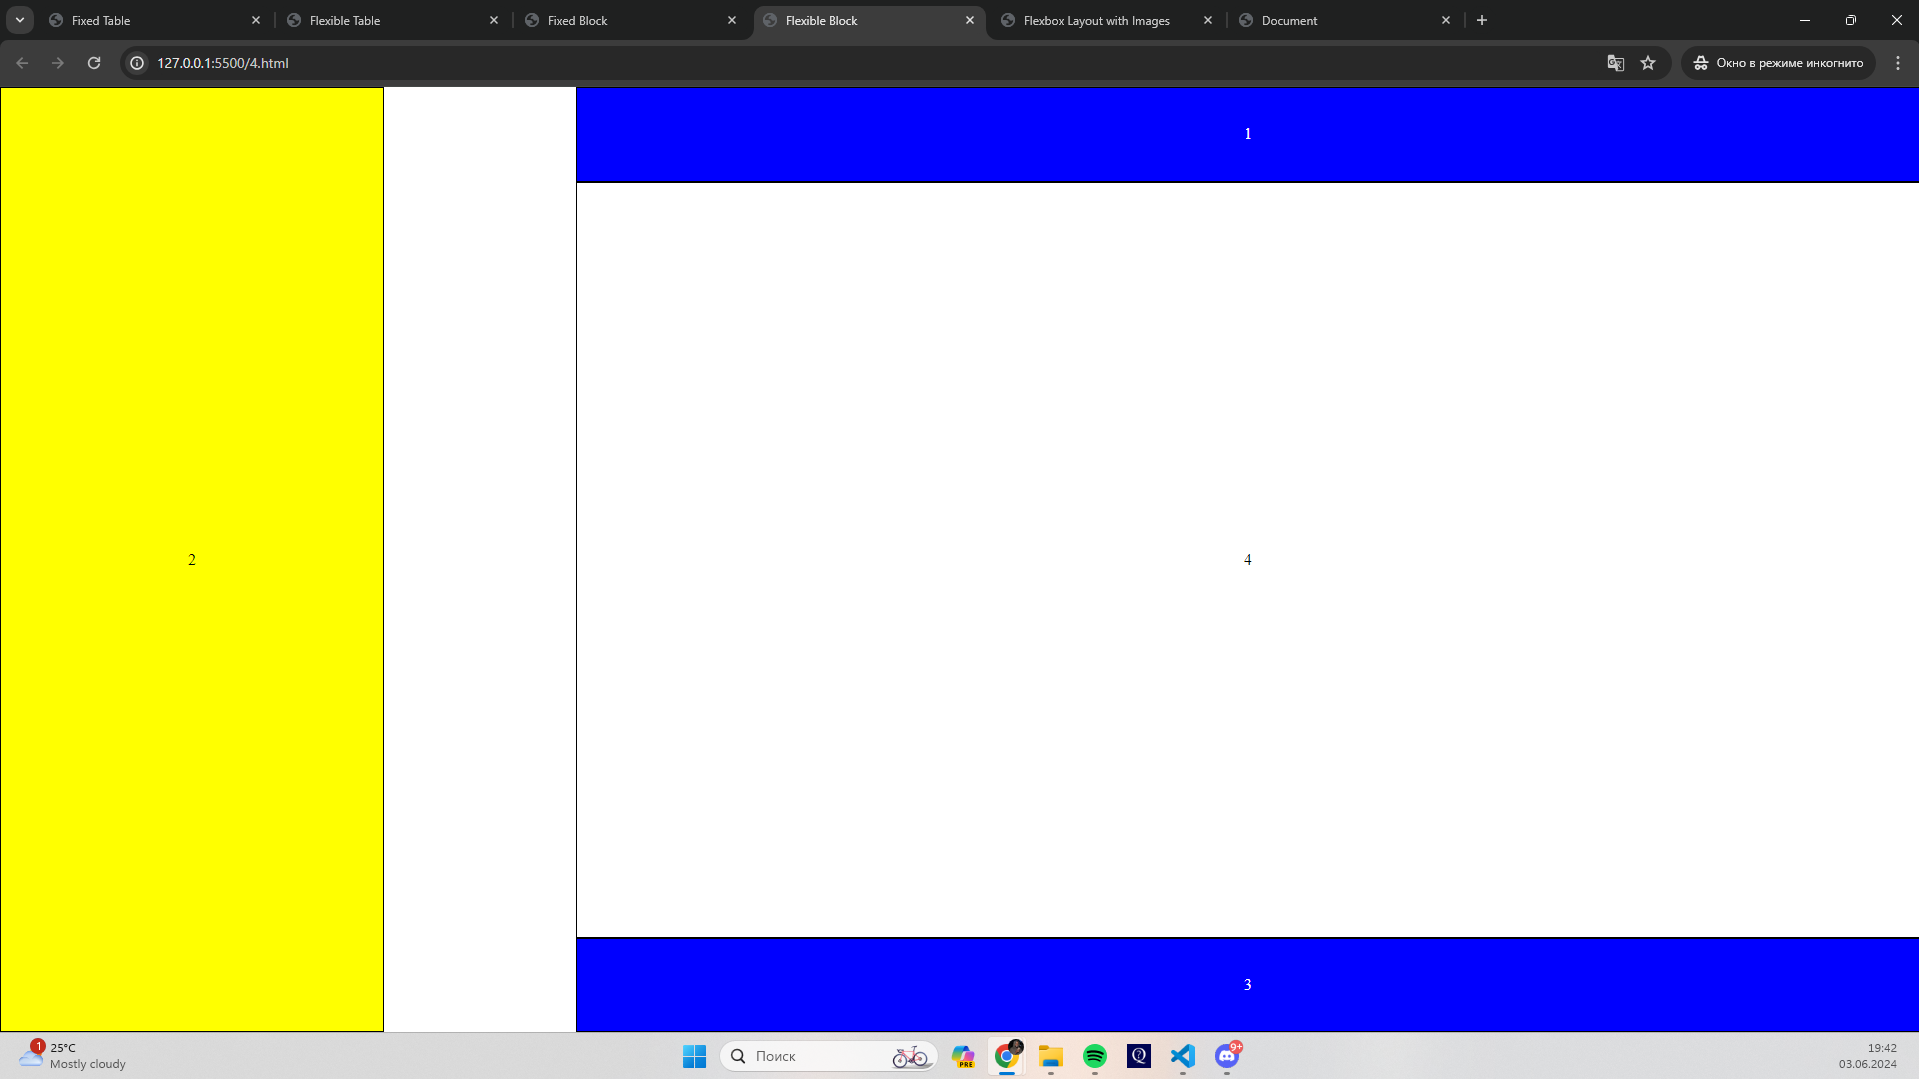 Fixed Table
Flexible Table
Fixed Block
Flexible Block
Flexbox Layout with Images
Document
127.0.0.1:5500/4.html
Окно в режиме инкогнито
1
2
4
3
1
25°C
Mostly cloudy
Поиск
PRE
9+
19:42
03.06.2024